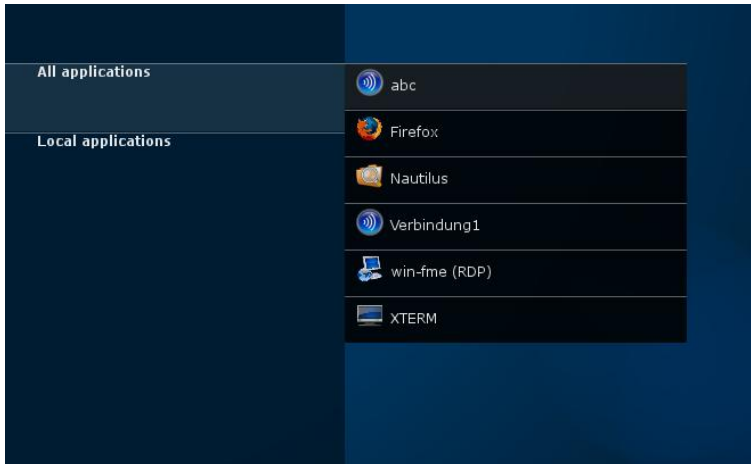 All applications
Local applications
abc
Firefox
Nautilus
Verbindung1
win-fme (RDP)
XTERM